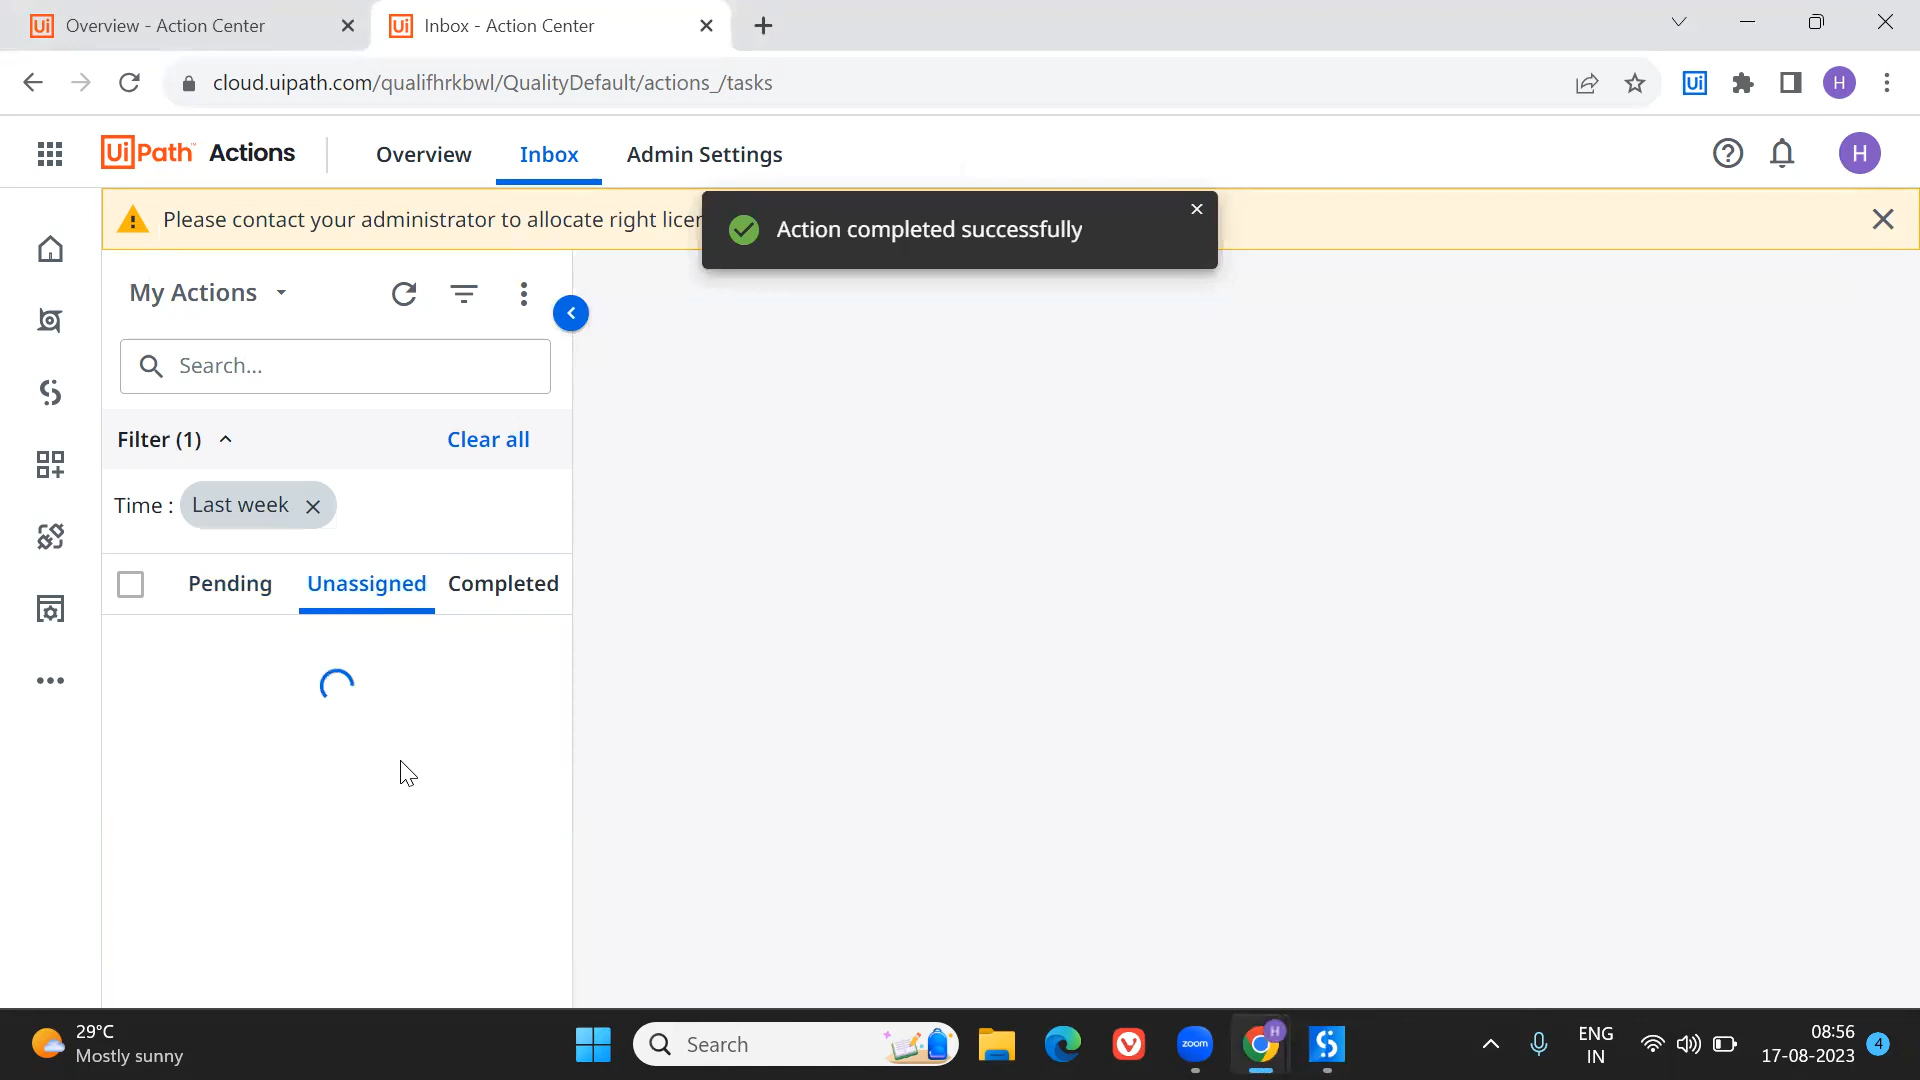 Overview - Action Center
Inbox - Action Center
cloud.uipath.com/qualifhrkbwl/QualityDefault/actions_/tasks
H
UiPath™ Actions
Overview
Inbox
Admin Settings
H
Please contact your administrator to allocate right
Action completed successfully
My Actions
Search...
Filter (1)
Clear all
Time :
Last week
Pending
Unassigned
Completed
29°C
Mostly sunny
Search
zoom
H
ENG
IN
08:56
17-08-2023
4